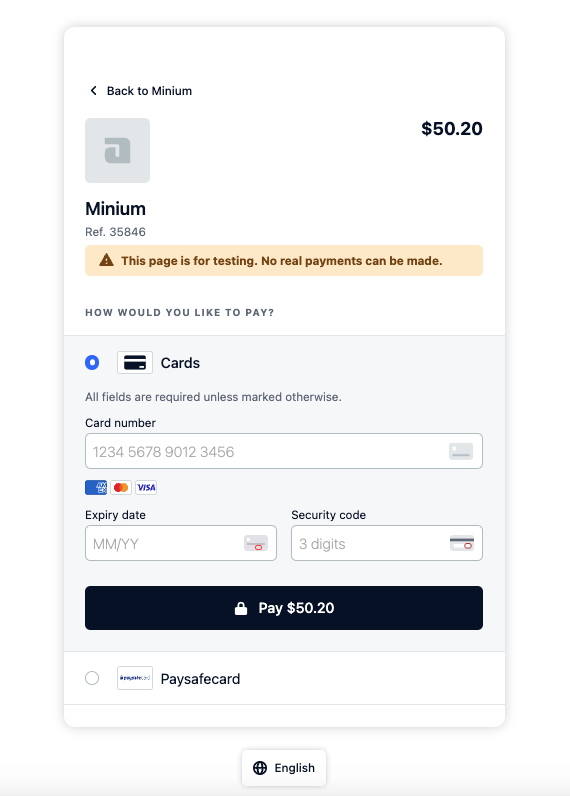 Back to Minium
$50.20
Minium
Ref. 35846
This page is for testing. No real payments can be made.
HOW WOULD YOU LIKE TO PAY?
Cards
All fields are required unless marked otherwise.
Card number
1234 5678 9012 3456
VISA
Expiry date
Security code
MM/YY
3 digits
Pay $50.20
paysafecard
Paysafecard
English